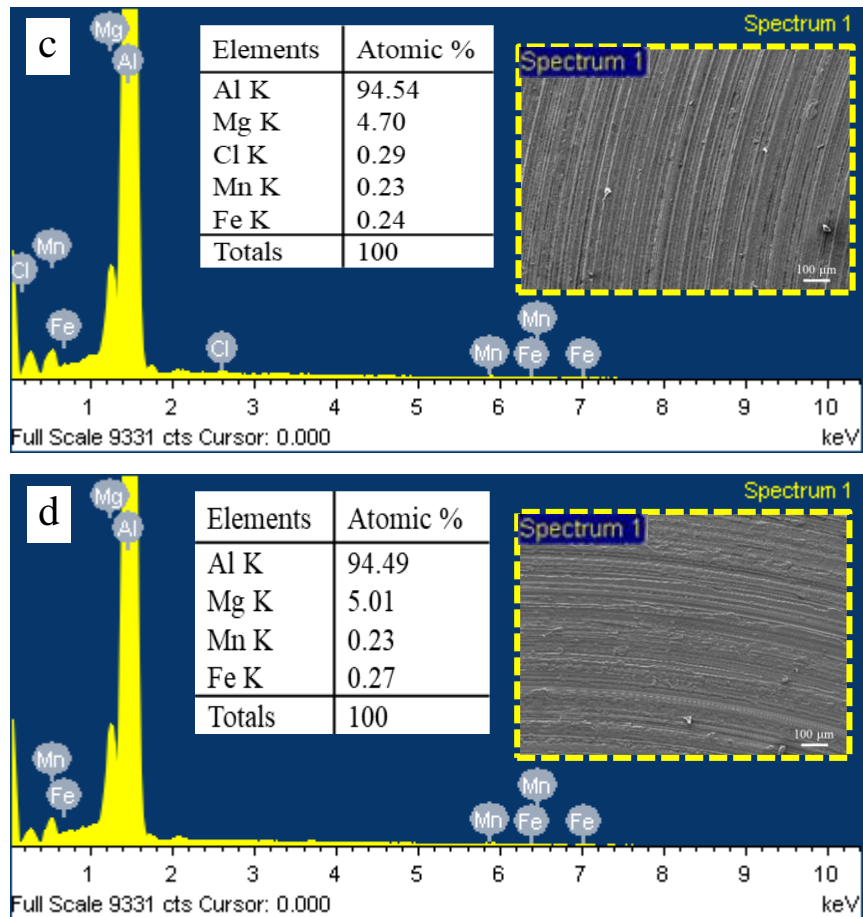 c
Mg
Al
Elements Atomic %
Al K 94.54
Mg K 4.70
Cl K 0.29
Mn K 0.23
Fe K 0.24
Totals 100
Spectrum 1
Spectrum 1
100 μm
Cl
Mn
Fe
Cl
Mn
Mn
Fe
Fe
1 2 3 4 5 6 7 8 9 10
Full Scale 9331 cts Cursor: 0.000 keV
d
Mg
Al
Elements Atomic %
Al K 94.49
Mg K 5.01
Mn K 0.23
Fe K 0.27
Totals 100
Spectrum 1
Spectrum 1
100 μm
Mn
Fe
Mn
Mn
Fe
Fe
1 2 3 4 5 6 7 8 9 10
Full Scale 9331 cts Cursor: 0.000 keV